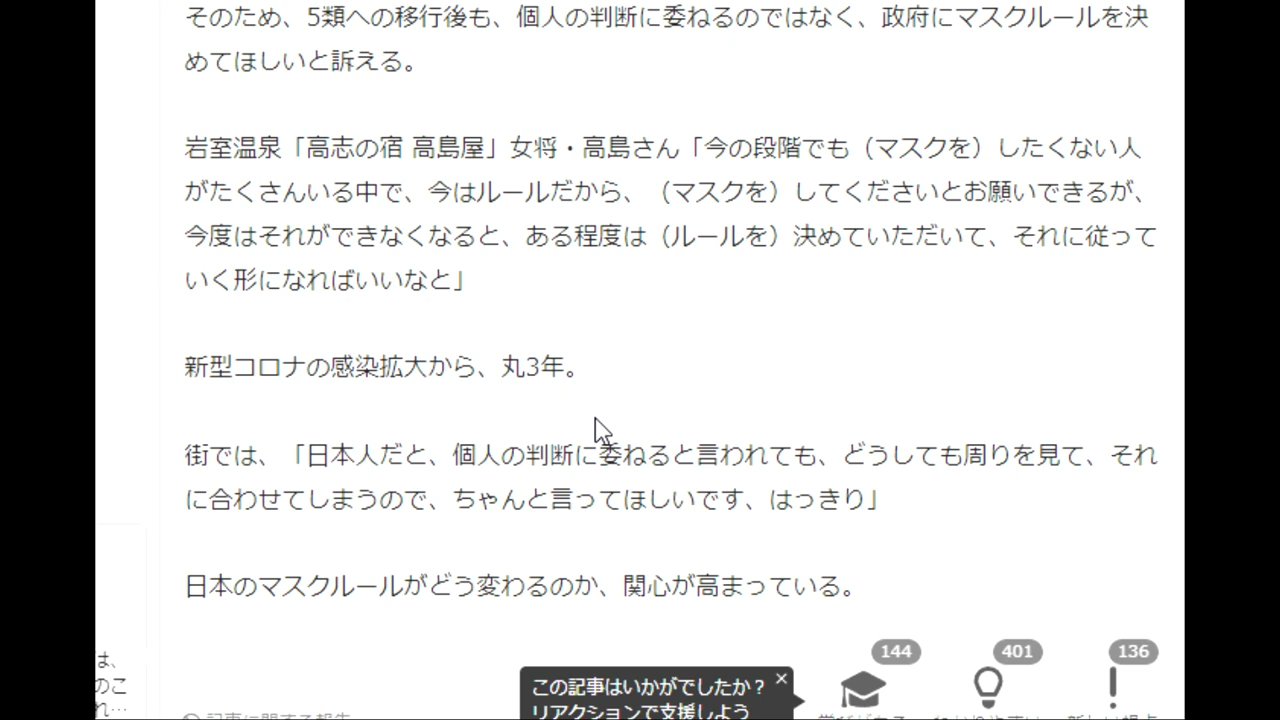 そのため、5類への移行後も、個人の判断に委ねるのではなく、政府にマスクルールを決
めてほしいと訴える。
岩室温泉「高志の宿 高島屋」女将・高島さん「今の段階でも（マスクを）したくない人
がたくさんいる中で、今はルールだから、（マスクを）してくださいとお願いできるが、
今度はそれができなくなると、ある程度は（ルールを）決めていただいて、それに従って
いく形になればいいなと」
新型コロナの感染拡大から、丸3年。
街では、「日本人だと、個人の判断に委ねると言われても、どうしても周りを見て、それ
に合わせてしまうので、ちゃんと言ってほしいです、はっきり」
日本のマスクルールがどう変わるのか、関心が高まっている。
は、
のこ
れ…
144
401
136
この記事はいかがでしたか？ ×
リアクションで支援しよう
記事に関する報告